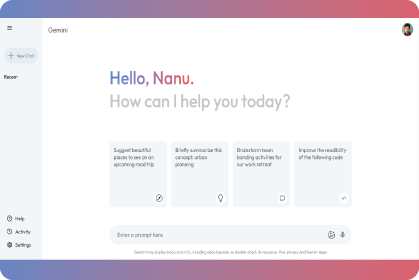 Gemini
New Chat
Recent
Hello, Nanu.
How can I help you today?
Suggest beautiful
places to see on an
upcoming road trip
Briefly summarize this
concept: urban
planning
Brainstorm team
bonding activities for
our work retreat
Improve the readibility
of the following code
Help
Activity
Settings
Enter a prompt here
Gemini may display inaccurate info, including about people, so double-check its responses. Your privacy and Gemini Apps